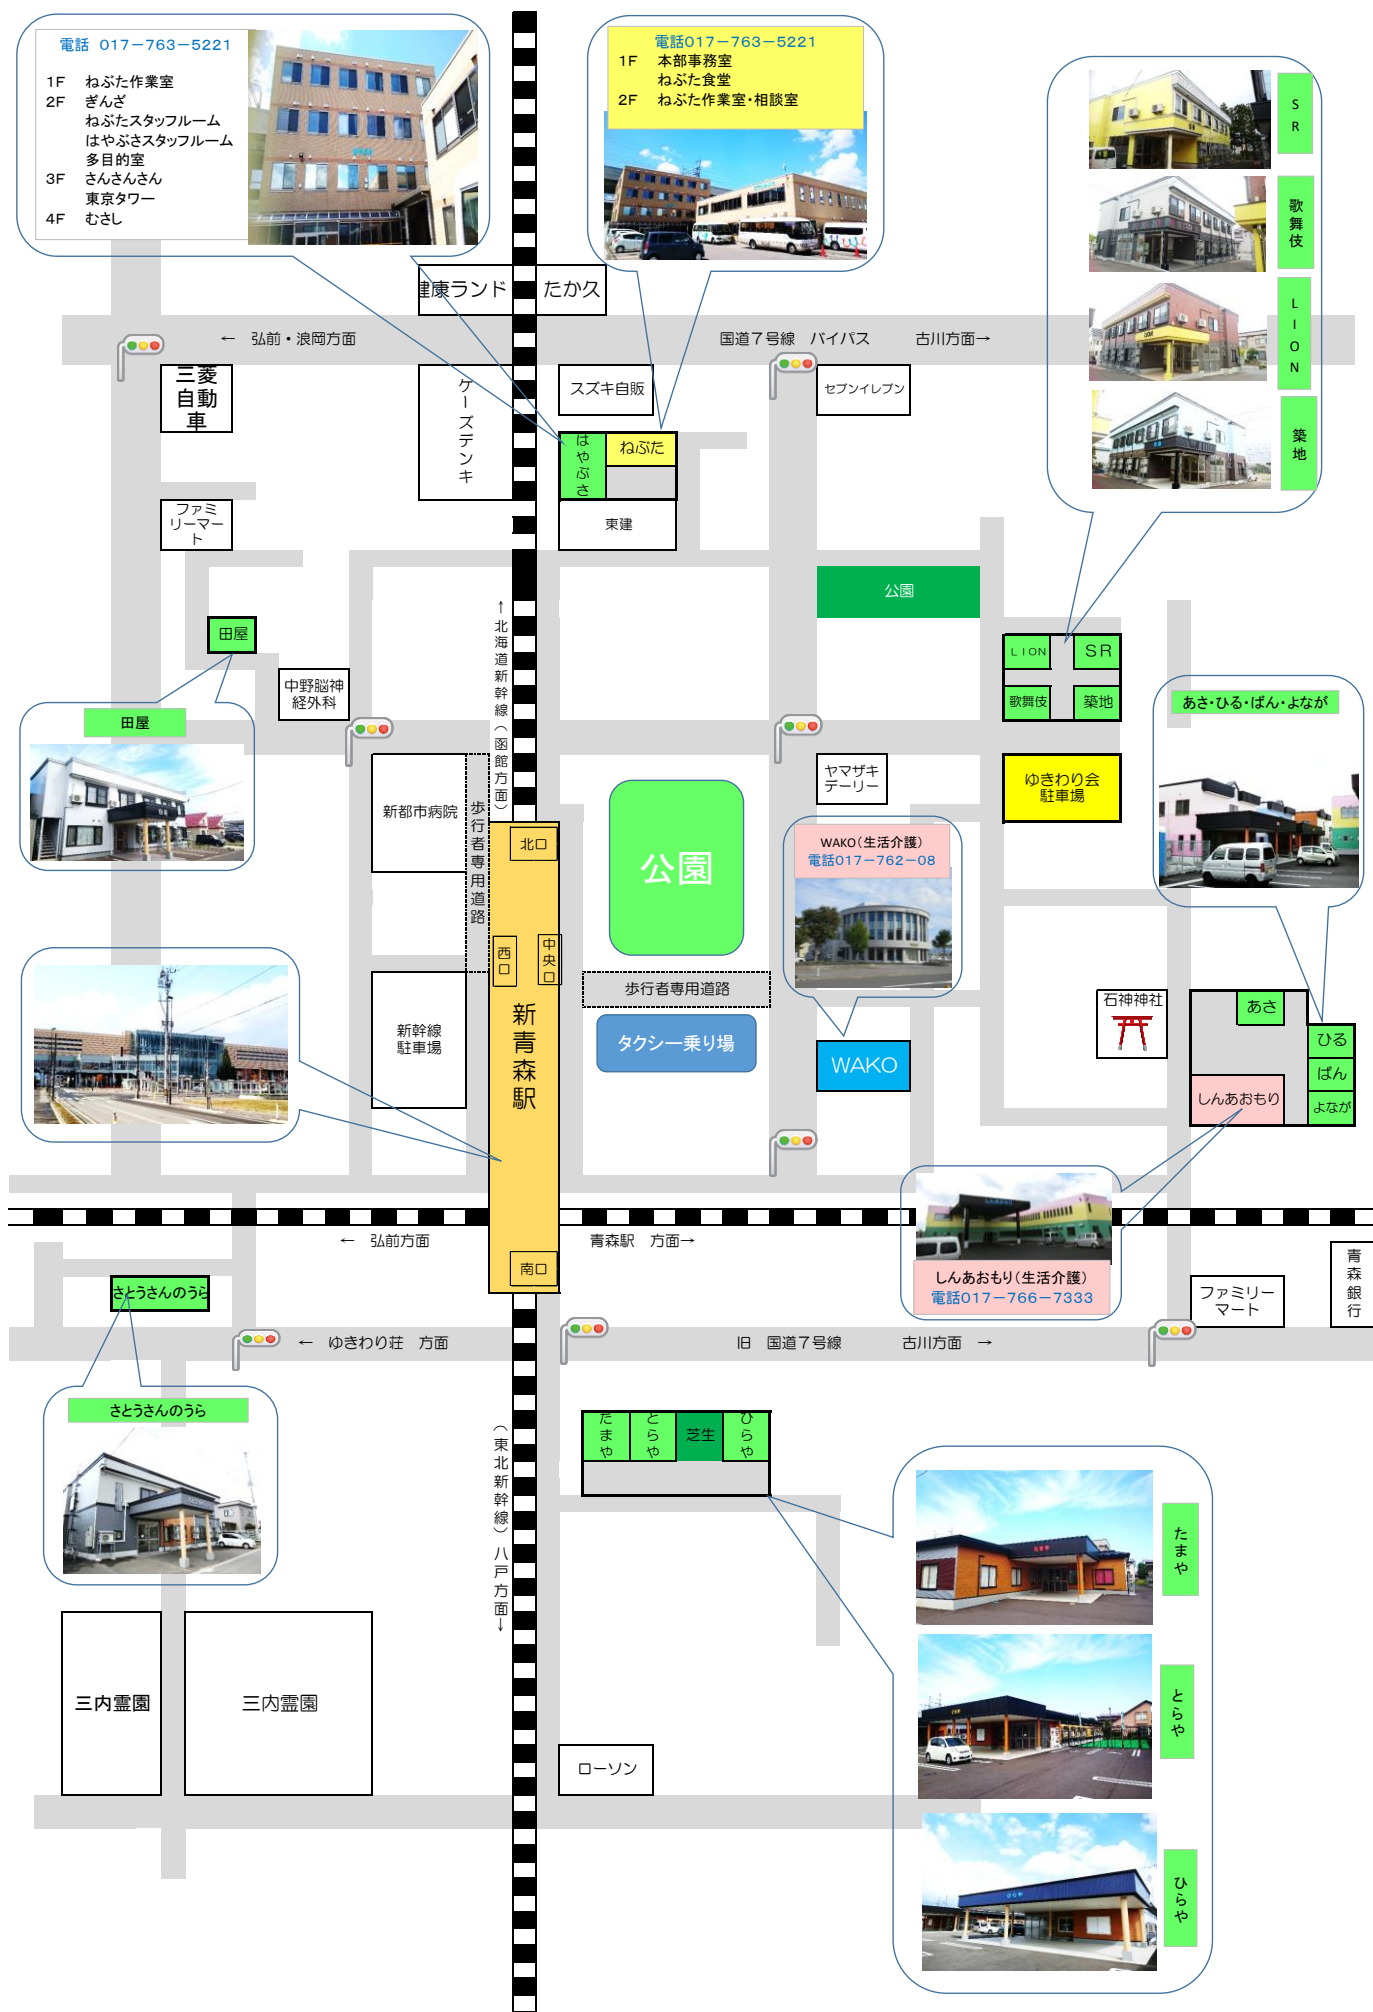 電話 017-763-5221
1F ねぶた作業室
2F ぎんざ
ねぶたスタッフルーム
はやぶさスタッフルーム
多目的室
3F さんさんさん
東京タワー
4F むさし
電話017-763-5221
1F 本部事務室
ねぶた食堂
2F ねぶた作業室・相談室
SR
歌舞伎
LION
築地
健康ランド
たか久
← 弘前・浪岡方面
国道7号線 バイパス
古川方面→
三菱
自動
車
ケーズデンキ
スズキ自販
セブンイレブン
はやぶさ
ねぶた
東建
ファミ
リーマー
ト
公園
←北海道新幹線(函館方面)
田屋
中野脳神
経外科
LION
SR
歌舞伎
築地
あさ・ひる・ばん・よなが
田屋
新都市病院
歩行者専用道路
北口
公園
ヤマザキ
デーリー
ゆきわり会
駐車場
WAKO(生活介護)
電話017-762-08
西口
中央口
歩行者専用道路
新幹線
駐車場
新青森駅
タクシー乗り場
WAKO
石神神社
あさ
ひる
ばん
よなが
しんあおもり
← 弘前方面
青森駅 方面→
しんあおもり(生活介護)
電話017-766-7333
南口
さとうさんのうら
ファミリー
マート
青森銀行
← ゆきわり荘 方面
旧 国道7号線
古川方面 →
さとうさんのうら
たまや
とらや
芝生
ひらや
(東北新幹線)八戸方面→
たまや
とらや
ひらや
三内霊園
三内霊園
ローソン